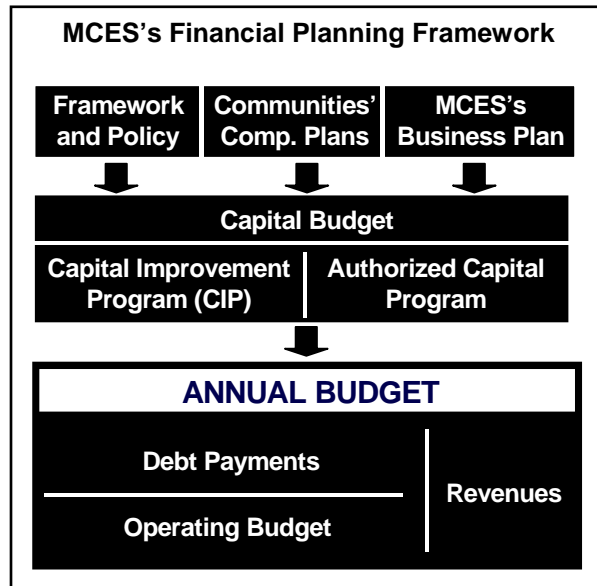 MCES's Financial Planning Framework
Framework
and Policy
Communities'
Comp. Plans
MCES's
Business Plan
Capital Budget
Capital Improvement
Program (CIP)
Authorized Capital
Program
ANNUAL BUDGET
Debt Payments
Operating Budget
Revenues